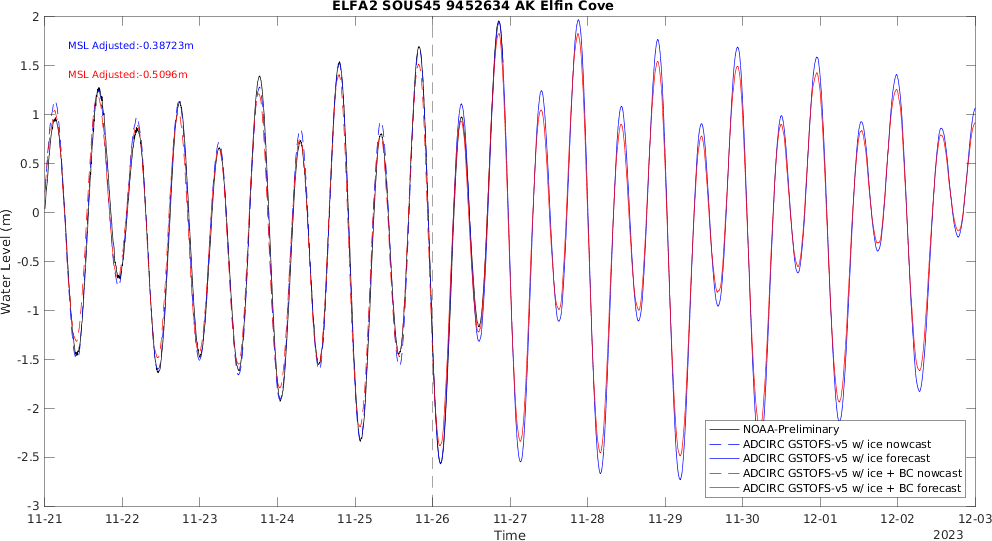 ELFA2 SOUS45 9452634 AK Elfin Cove
MSL Adjusted:-0.38723m
MSL Adjusted:-0.5096m
2
1.5
1
0.5
0
-0.5
-1
-1.5
-2
-2.5
-3
Water Level (m)
NOAA-Preliminary
ADCIRC GSTOFS-v5 w/ ice nowcast
ADCIRC GSTOFS-v5 w/ ice forecast
ADCIRC GSTOFS-v5 w/ ice + BC nowcast
ADCIRC GSTOFS-v5 w/ ice + BC forecast
11-21 11-22 11-23 11-24 11-25 11-26 11-27 11-28 11-29 11-30 12-01 12-02 12-03
Time
2023